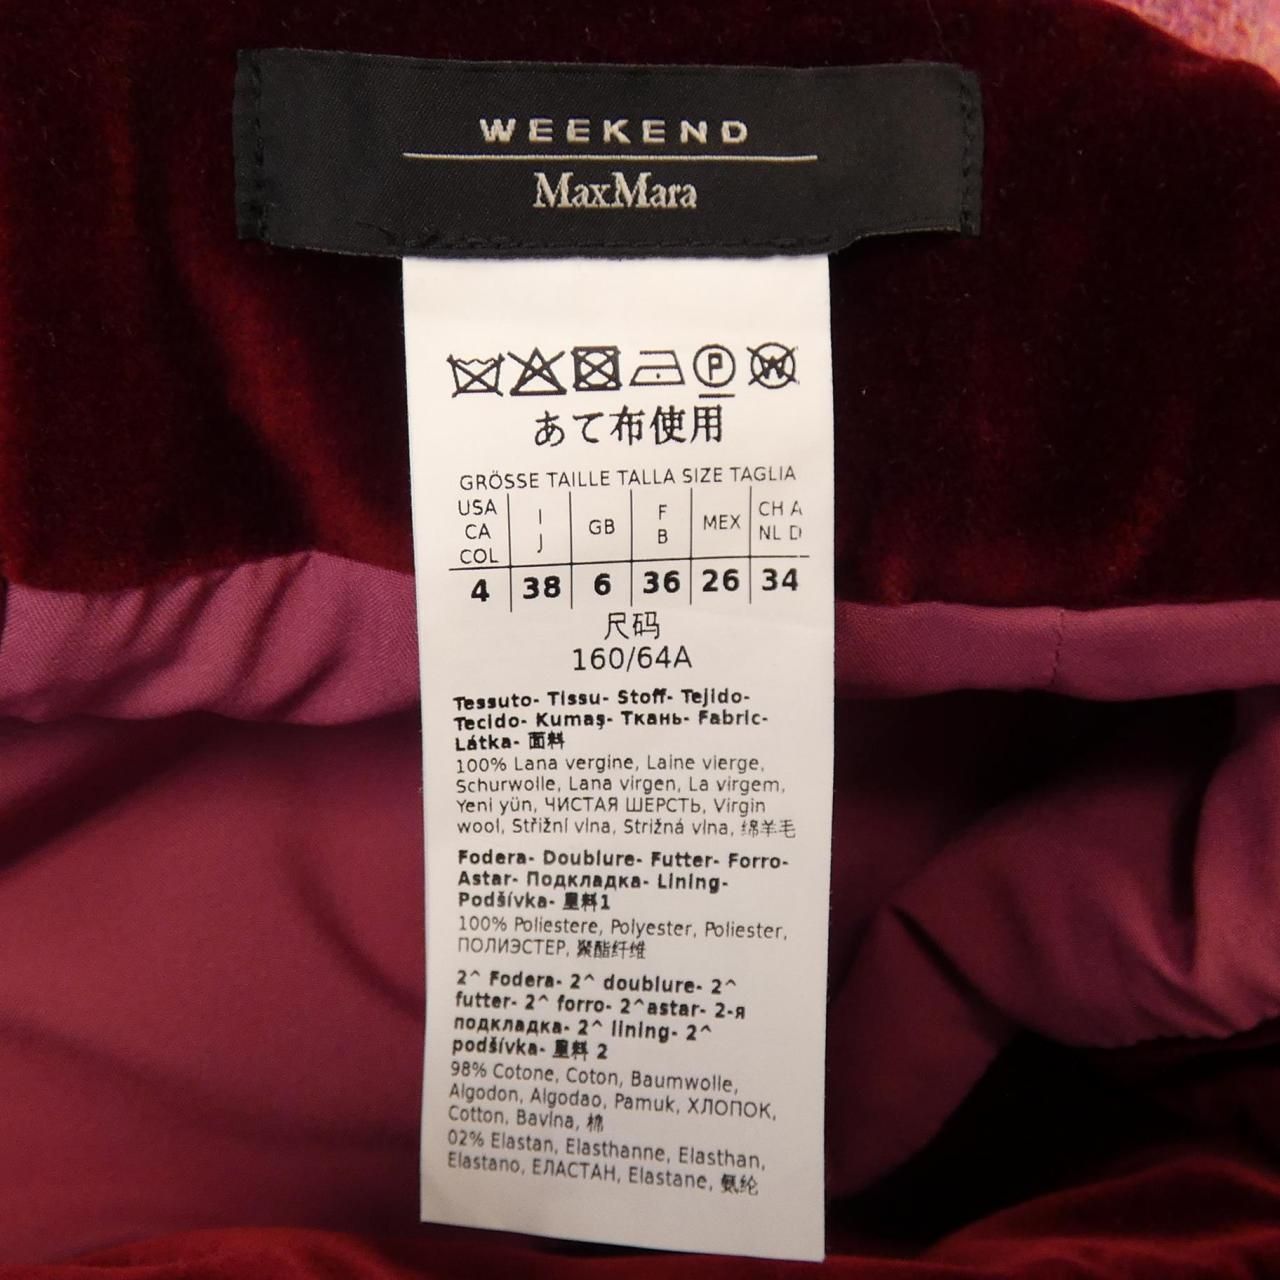 WEEKEND
MaxMara
P W
あて布使用
GRÖSSE TAILLE TALLA SIZE TAGLIA
USA CA COL | I J | GB | F B | MEX | CH A NL D
4 | 38 | 6 | 36 | 26 | 34
尺码
160/64A
Tessuto- Tissu- Stoff- Tejido-
Tecido- Kumaş- Ткань- Fabric-
Látka- 面料
100% Lana vergine, Laine vierge,
Schurwolle, Lana virgen, La virgem,
Yeni yün, ЧИСТАЯ ШЕРСТЬ, Virgin
wool, Střižní vlna, Strižná vlna, 绵羊毛
Fodera- Doublure- Futter- Forro-
Astar- Подкладка- Lining-
Podšívka- 里料1
100% Poliestere, Polyester, Poliester,
ПОЛИЭСТЕР, 聚酯纤维
2^ Fodera- 2^ doublure- 2^
futter- 2^ forro- 2^astar- 2-я
подкладка- 2^ lining- 2^
podšívka- 里料 2
98% Cotone, Coton, Baumwolle,
Algodon, Algodao, Pamuk, ХЛОПОК,
Cotton, Bavlna, 棉
02% Elastan, Elasthanne, Elasthan,
Elastano, ЕЛАСТАН, Elastane, 氨纶